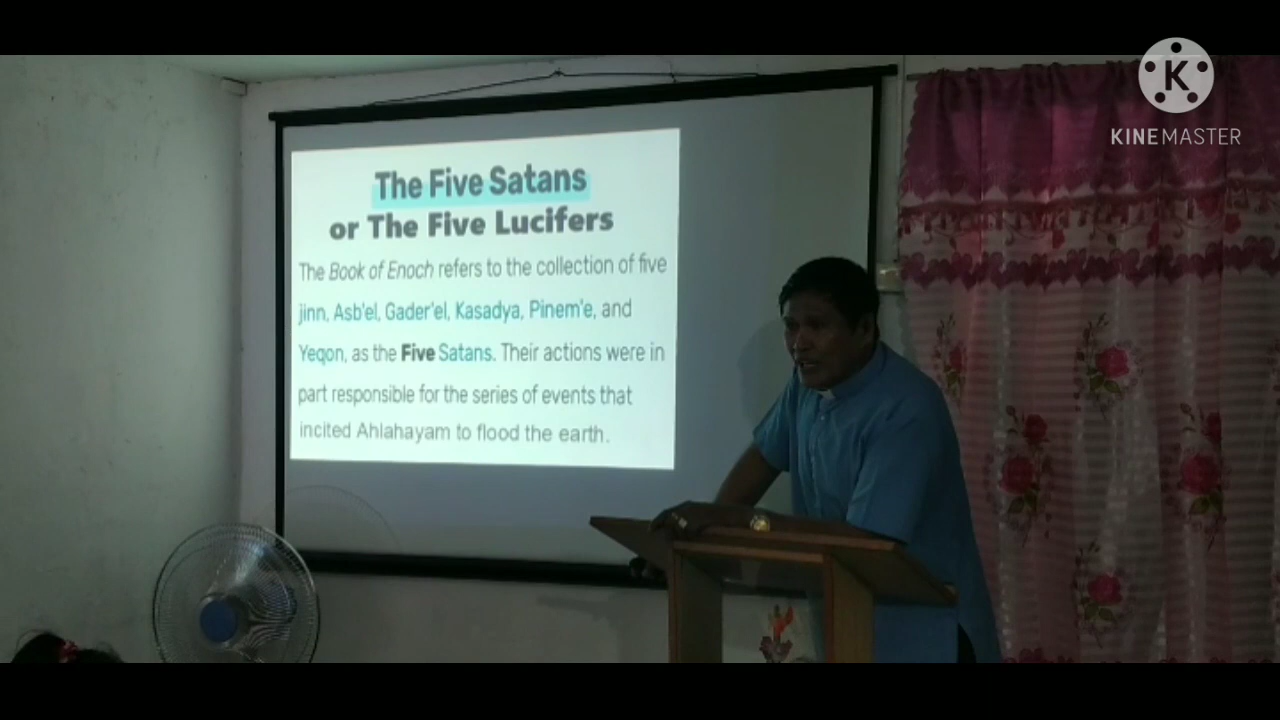 The Five Satans
or The Five Lucifers
The Book of Enoch refers to the collection of five
jinn, Asb'el, Gader'el, Kasadya, Pinem'e, and
Yeqon, as the Five Satans. Their actions were in
part responsible for the series of events that
incited Ahlahayam to flood the earth.
K
KINEMASTER